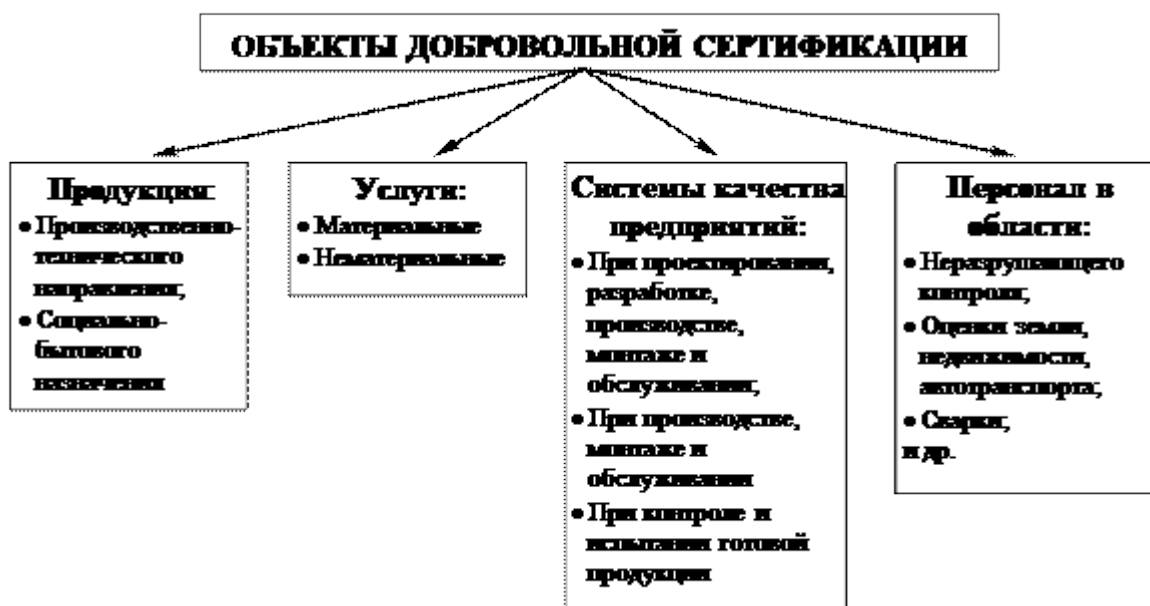 ОБЪЕКТЫ ДОБРОВОЛЬНОЙ СЕРТИФИКАЦИИ
Продукция:
• Производственно-
технического
направления;
• Социально-
бытового
назначения
Услуги:
• Материальные
• Нематериальные
Системы качества
предприятий:
• При проектировании,
разработке,
производстве,
монтаже и
обслуживании;
• При производстве,
монтаже и
обслуживании
• При контроле и
испытании готовой
продукции
Персонал в
области:
• Неразрушающего
контроля;
• Оценки земли,
недвижимости,
автотранспорта;
• Сварки;
и др.